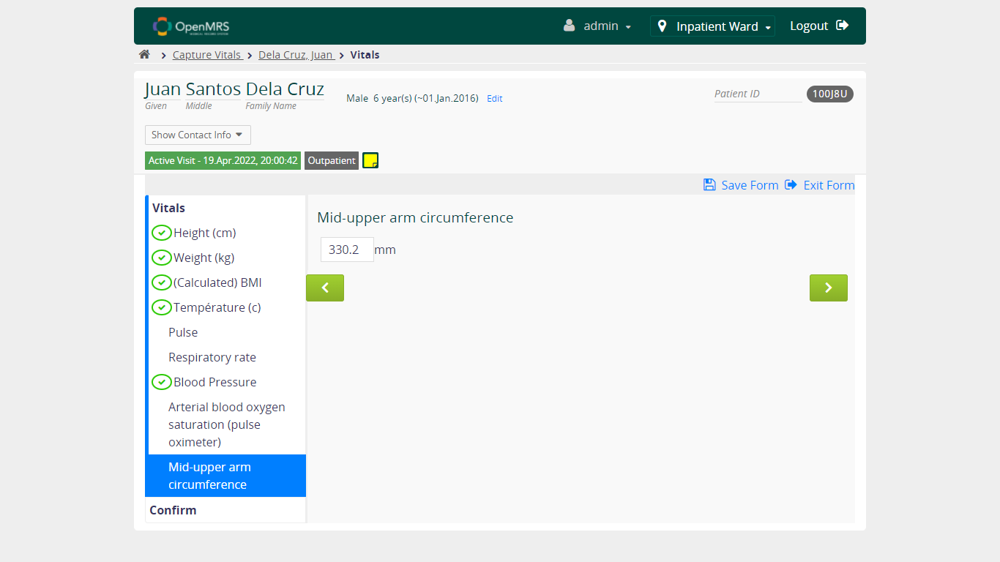 OpenMRS
admin
Inpatient Ward
Logout
Capture Vitals
Dela Cruz, Juan
Vitals
Juan Santos Dela Cruz
Given Middle Family Name
Male 6 year(s) (~01.Jan.2016) Edit
Patient ID 100J8U
Show Contact Info
Active Visit - 19.Apr.2022, 20:00:42 Outpatient
Save Form Exit Form
Vitals
Height (cm)
Weight (kg)
(Calculated) BMI
Température (c)
Pulse
Respiratory rate
Blood Pressure
Arterial blood oxygen
saturation (pulse
oximeter)
Mid-upper arm
circumference
Confirm
Mid-upper arm circumference
330.2 mm